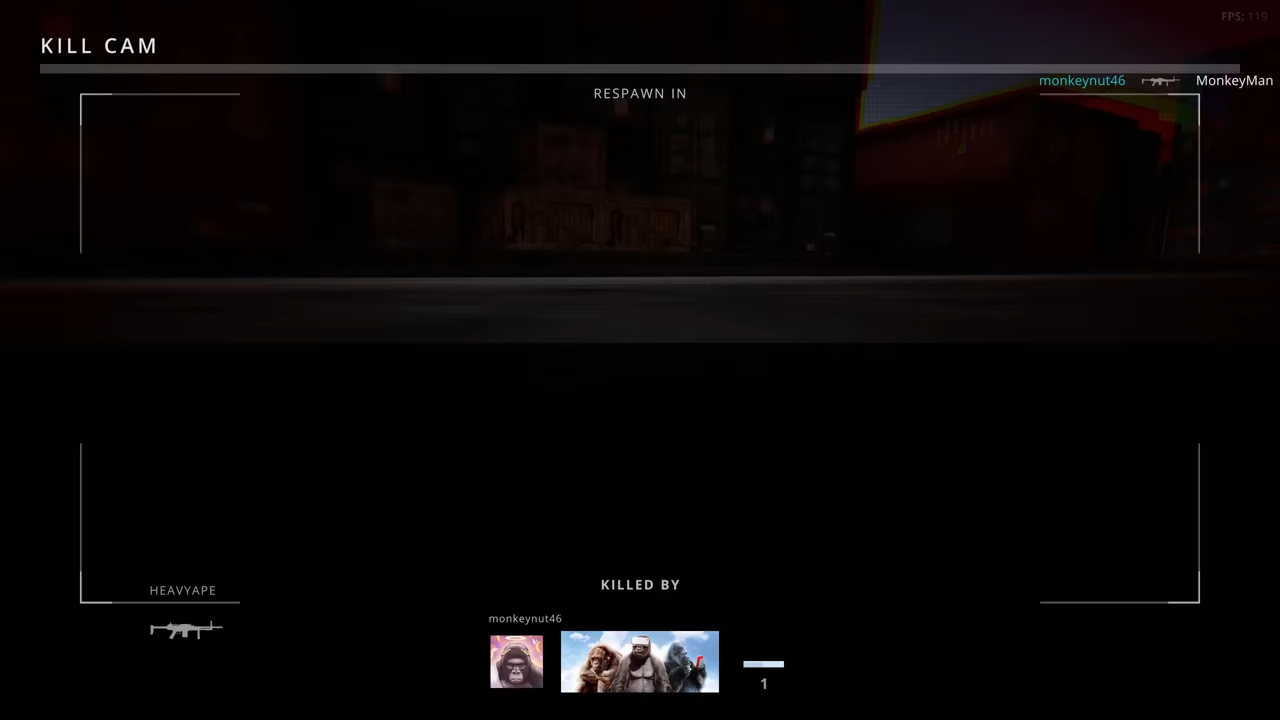 FPS: 119
KILL CAM
monkeynut46 MonkeyMan
RESPAWN IN
HEAVYAPE
KILLED BY
monkeynut46
1